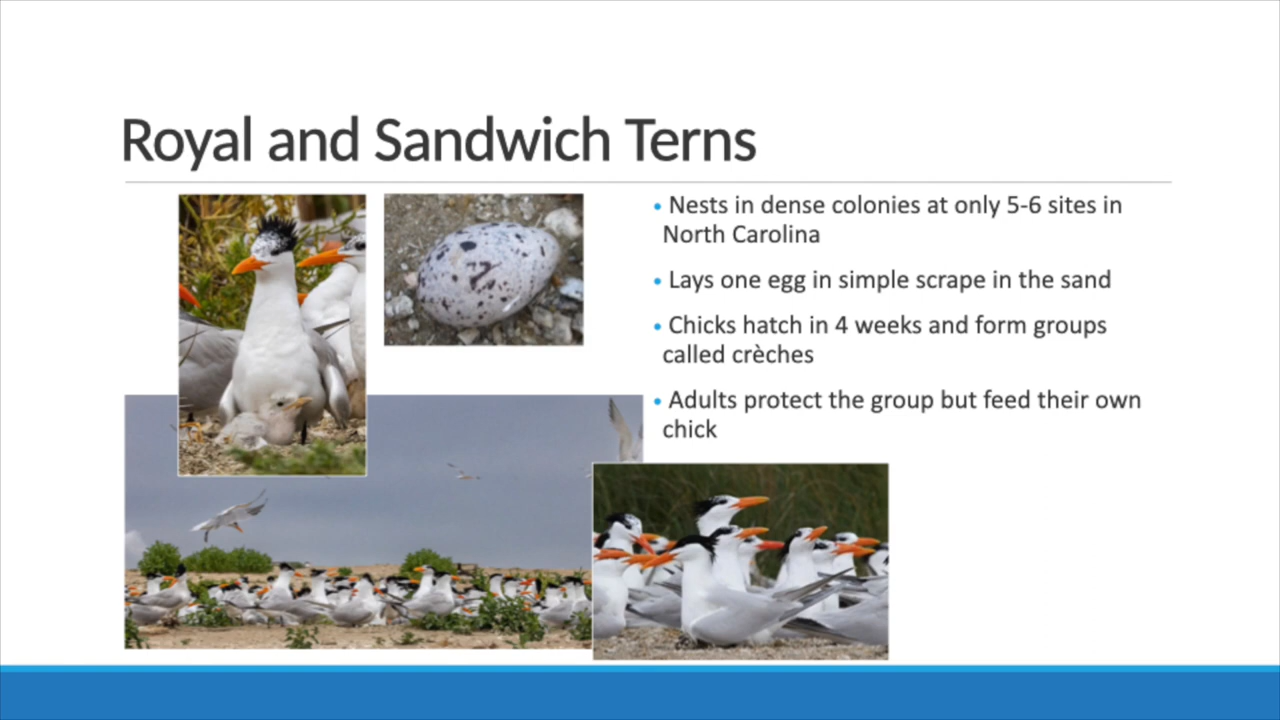 Royal and Sandwich Terns
• Nests in dense colonies at only 5-6 sites in
North Carolina
• Lays one egg in simple scrape in the sand
• Chicks hatch in 4 weeks and form groups
called crèches
• Adults protect the group but feed their own
chick